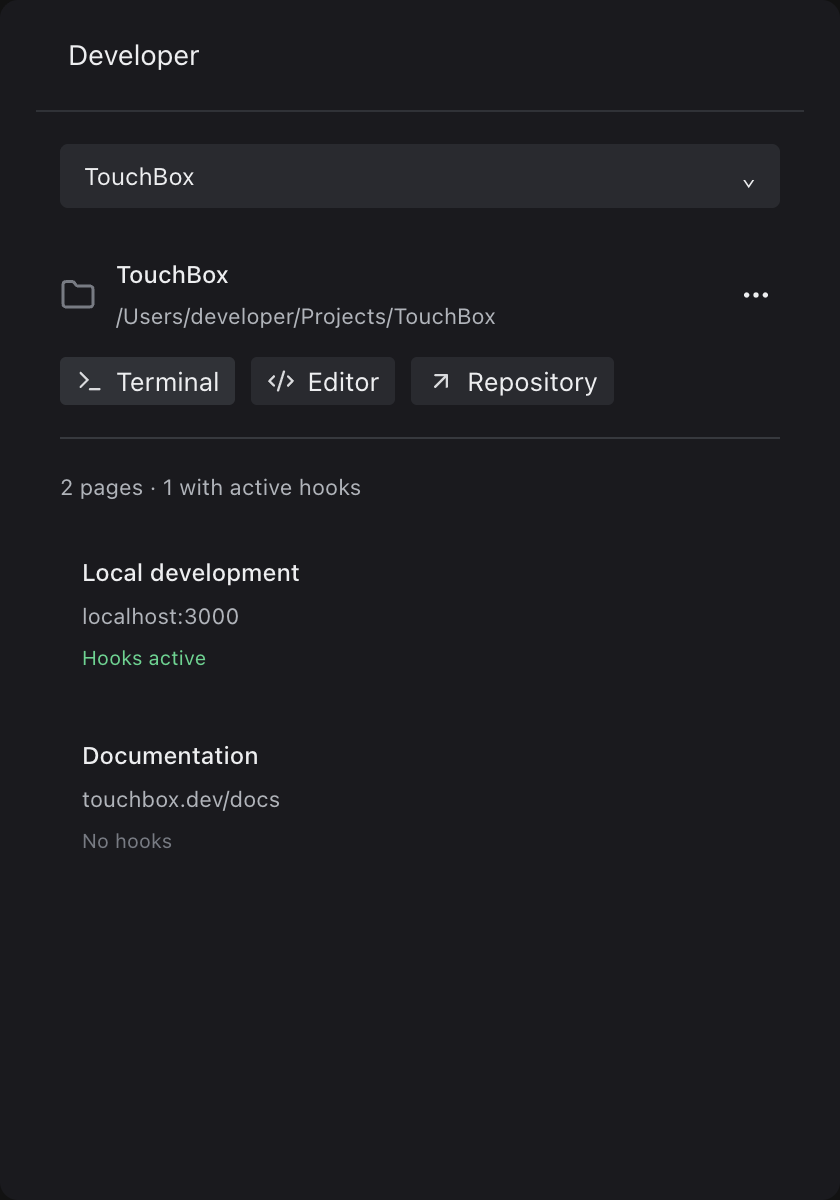 Developer
TouchBox
TouchBox
/Users/developer/Projects/TouchBox
Terminal
Editor
Repository
2 pages · 1 with active hooks
Local development
localhost:3000
Hooks active
Documentation
touchbox.dev/docs
No hooks